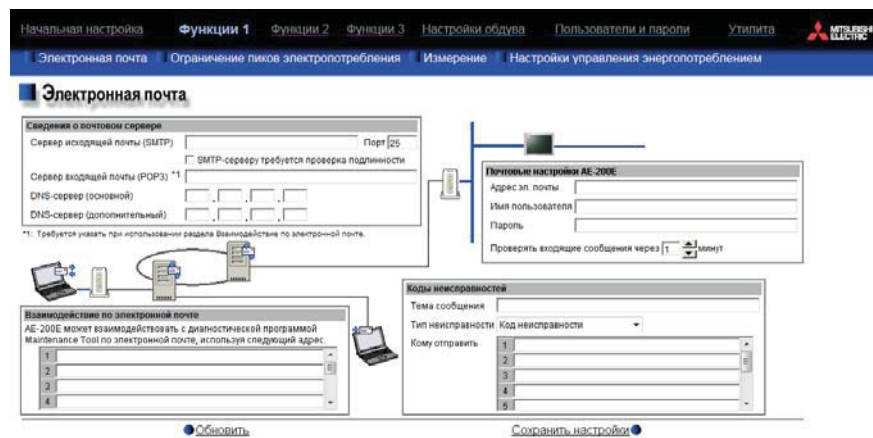 Начальная настройка Функции 1 Функции 2 Функции 3 Настройки обдува Пользователи и пароли Утилита MITSUBISHI ELECTRIC
Электронная почта Ограничение пиков электропотребления Измерение Настройки управления энергопотреблением
Электронная почта
Сведения о почтовом сервере
Сервер исходящей почты (SMTP) Порт 25
SMTP-серверу требуется проверка подлинности
Сервер входящей почты (POP3) *1
DNS-сервер (основной) . . .
DNS-сервер (дополнительный) . . .
*1: Требуется указать при использовании раздела Взаимодействие по электронной почте.
Почтовые настройки AE-200E
Адрес эл. почты
Имя пользователя
Пароль
Проверять входящие сообщения через 1 минут
Взаимодействие по электронной почте
AE-200E может взаимодействовать с диагностической программой
Maintenance Tool по электронной почте, используя следующий адрес.
1
2
3
4
Коды неисправностей
Тема сообщения
Тип неисправности Код неисправности
Кому отправить 1
2
3
4
5
Обновить Сохранить настройки